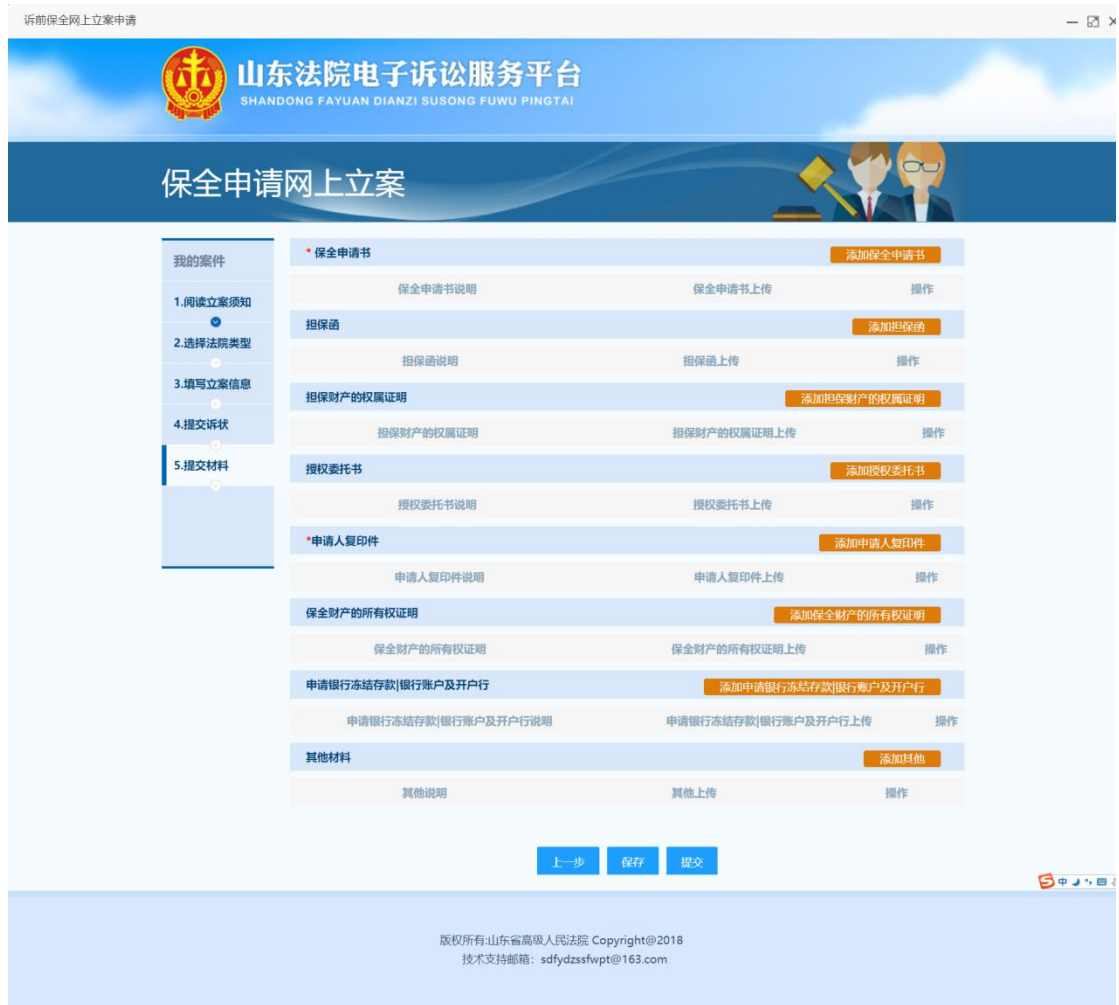 诉前保全网上立案申请
山东法院电子诉讼服务平台
SHANDONG FAYUAN DIANZI SUSONG FUWU PINGTAI
保全申请网上立案
我的案件
1.阅读立案须知
2.选择法院类型
3.填写立案信息
4.提交诉状
5.提交材料
* 保全申请书 添加保全申请书
保全申请书说明 保全申请书上传 操作
担保函 添加担保函
担保函说明 担保函上传 操作
担保财产的权属证明 添加担保财产的权属证明
担保财产的权属证明 担保财产的权属证明上传 操作
授权委托书 添加授权委托书
授权委托书说明 授权委托书上传 操作
*申请人复印件 添加申请人复印件
申请人复印件说明 申请人复印件上传 操作
保全财产的所有权证明 添加保全财产的所有权证明
保全财产的所有权证明 保全财产的所有权证明上传 操作
申请银行冻结存款|银行账户及开户行 添加申请银行冻结存款|银行账户及开户行
申请银行冻结存款|银行账户及开户行说明 申请银行冻结存款|银行账户及开户行上传 操作
其他材料 添加其他
其他说明 其他上传 操作
上一步 保存 提交
中
版权所有:山东省高级人民法院 Copyright@2018
技术支持邮箱：sdfydzssfwpt@163.com